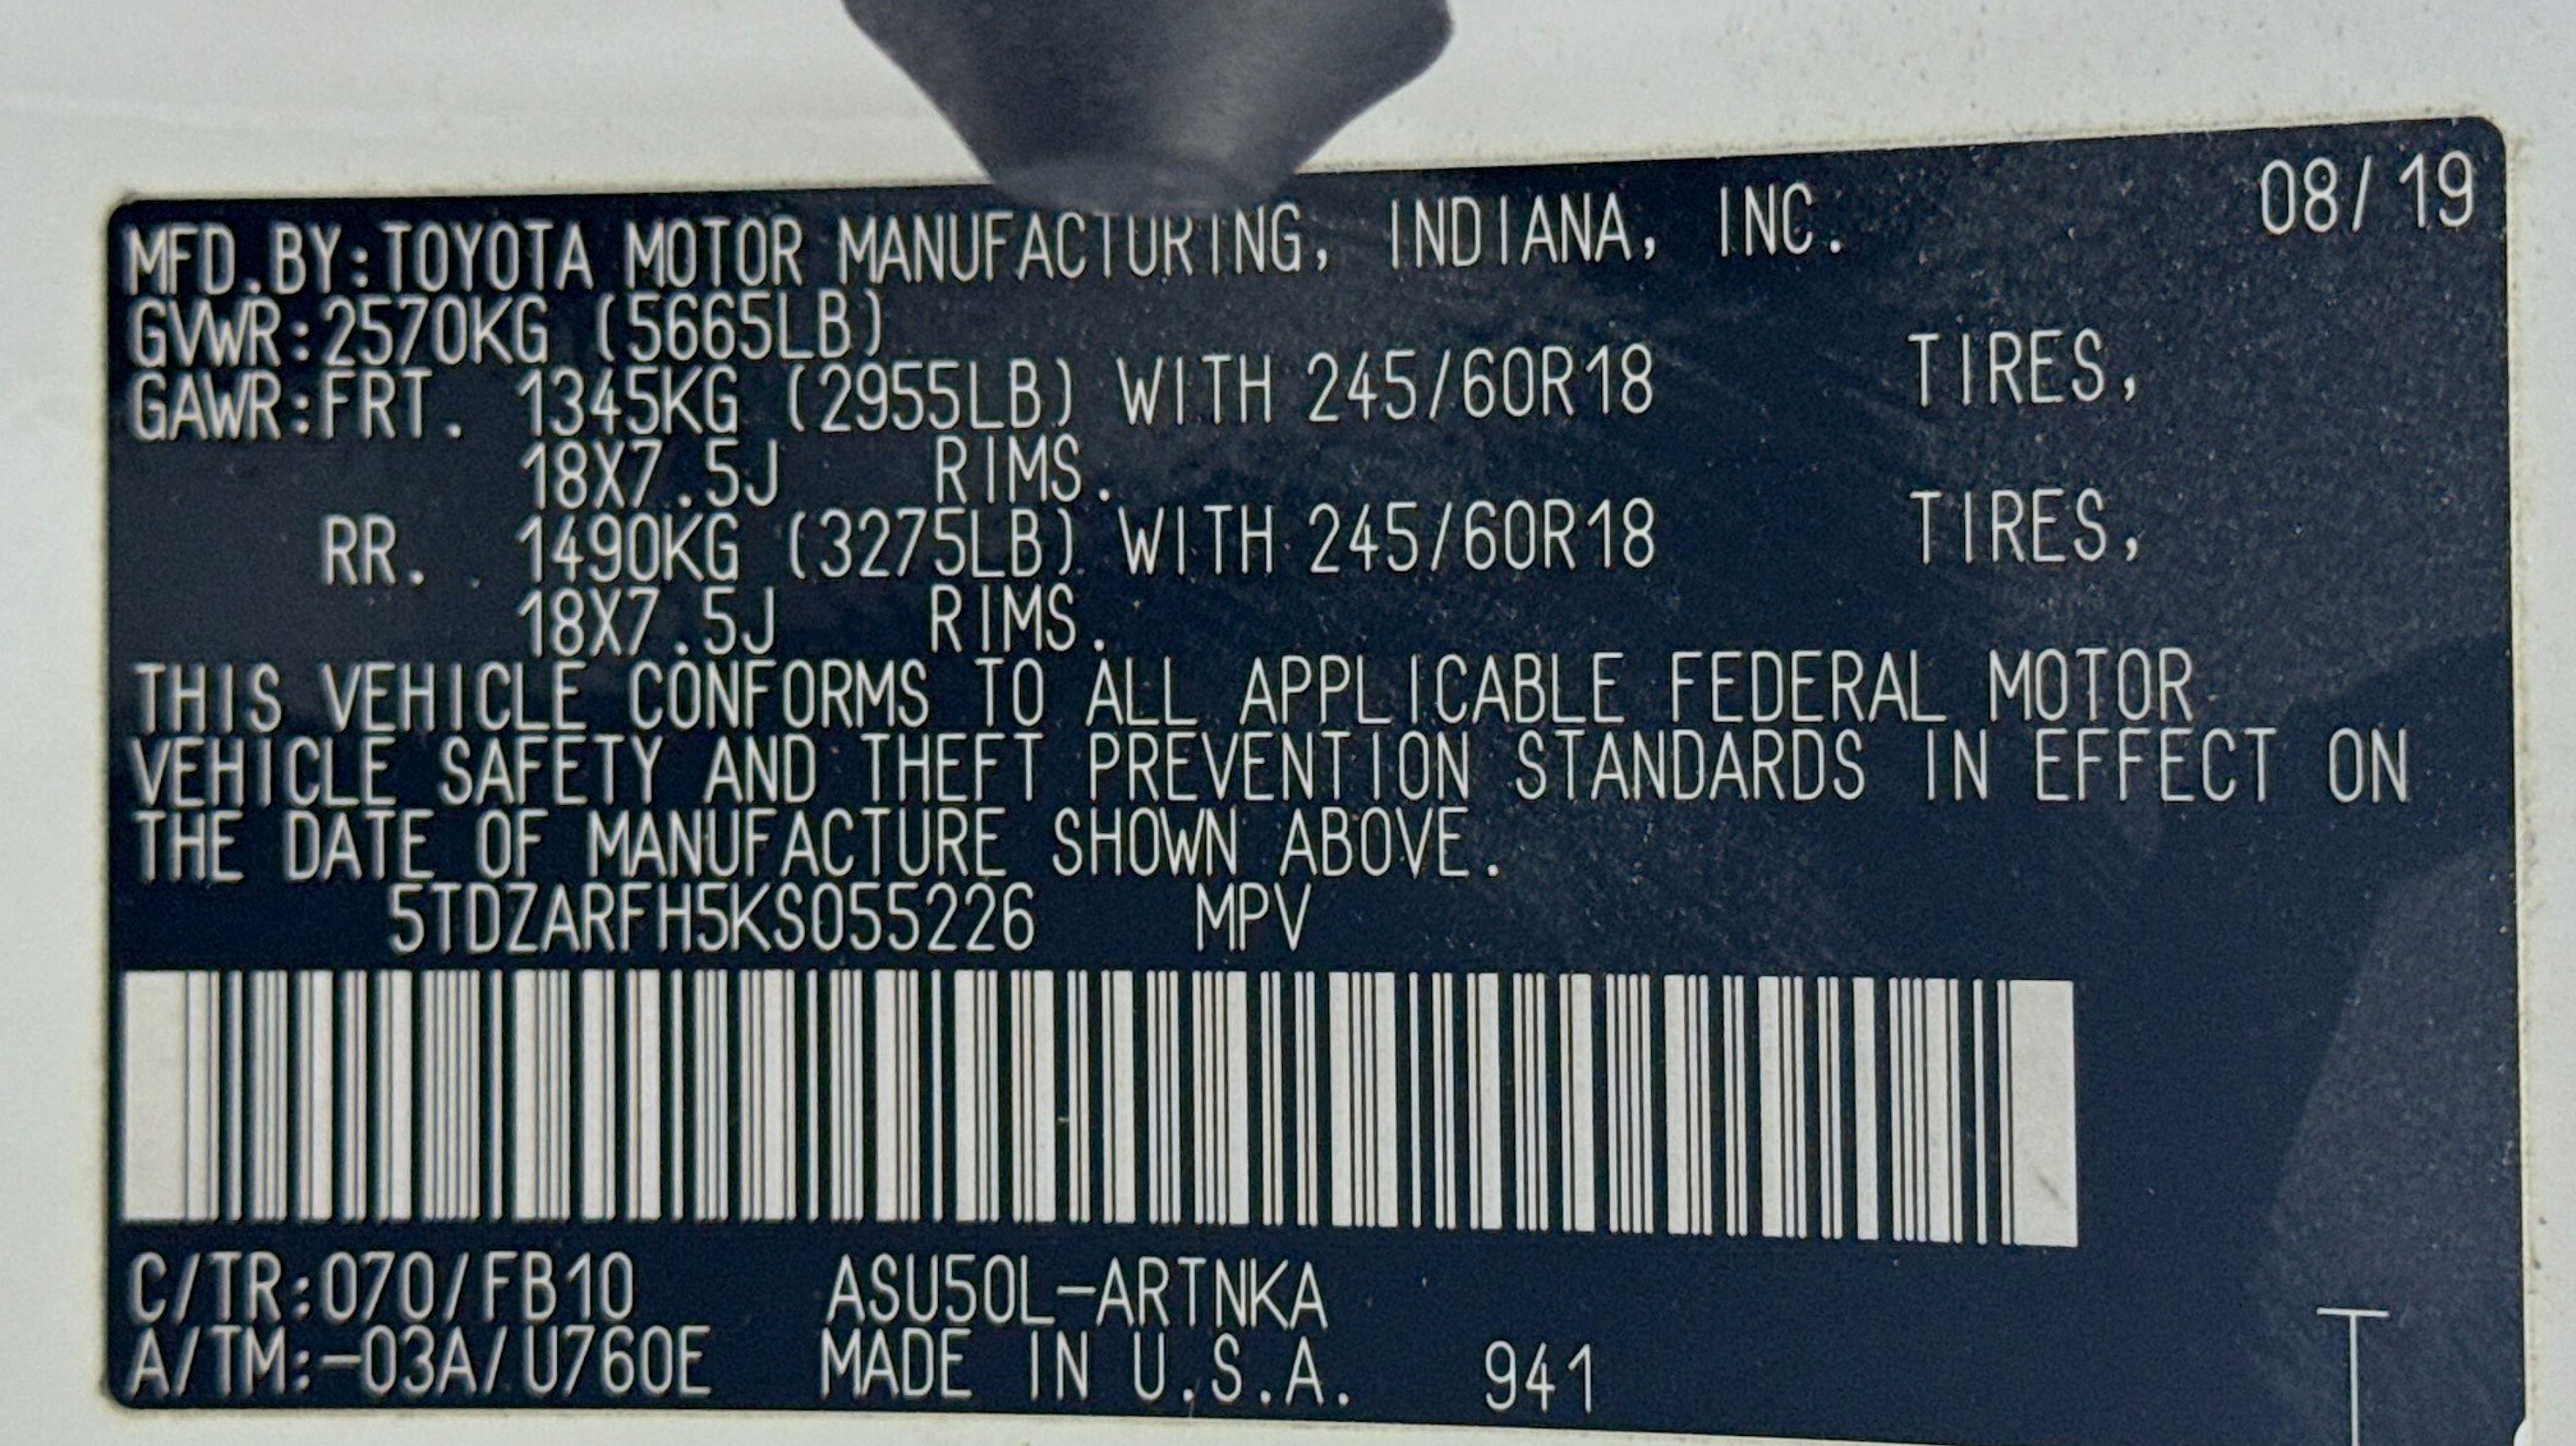 08/19
MFD.BY:TOYOTA MOTOR MANUFACTURING, INDIANA, INC.
GVWR:2570KG (5665LB)
GAWR:FRT. 1345KG (2955LB) WITH 245/60R18 TIRES,
18X7.5J RIMS.
RR. 1490KG (3275LB) WITH 245/60R18 TIRES,
18X7.5J RIMS.
THIS VEHICLE CONFORMS TO ALL APPLICABLE FEDERAL MOTOR
VEHICLE SAFETY AND THEFT PREVENTION STANDARDS IN EFFECT ON
THE DATE OF MANUFACTURE SHOWN ABOVE.
5TDZARFH5KS055226 MPV
C/TR:070/FB10 ASU50L-ARTNKA
A/TM:-03A/U760E MADE IN U.S.A. 941
T